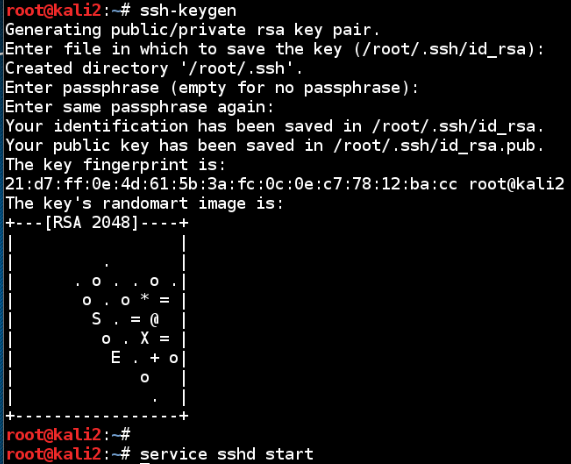 root@kali2:~# ssh-keygen
Generating public/private rsa key pair.
Enter file in which to save the key (/root/.ssh/id_rsa):
Created directory '/root/.ssh'.
Enter passphrase (empty for no passphrase):
Enter same passphrase again:
Your identification has been saved in /root/.ssh/id_rsa.
Your public key has been saved in /root/.ssh/id_rsa.pub.
The key fingerprint is:
21:d7:ff:0e:4d:61:5b:3a:fc:0c:0e:c7:78:12:ba:cc root@kali2
The key's randomart image is:
+---[RSA 2048]----+
|                 |
|         .       |
|      . o . . o .|
|       o . o * = |
|        S . = @  |
|         o . X = |
|          E . + o|
|             o   |
|              .  |
+-----------------+
root@kali2:~#
root@kali2:~# service sshd start